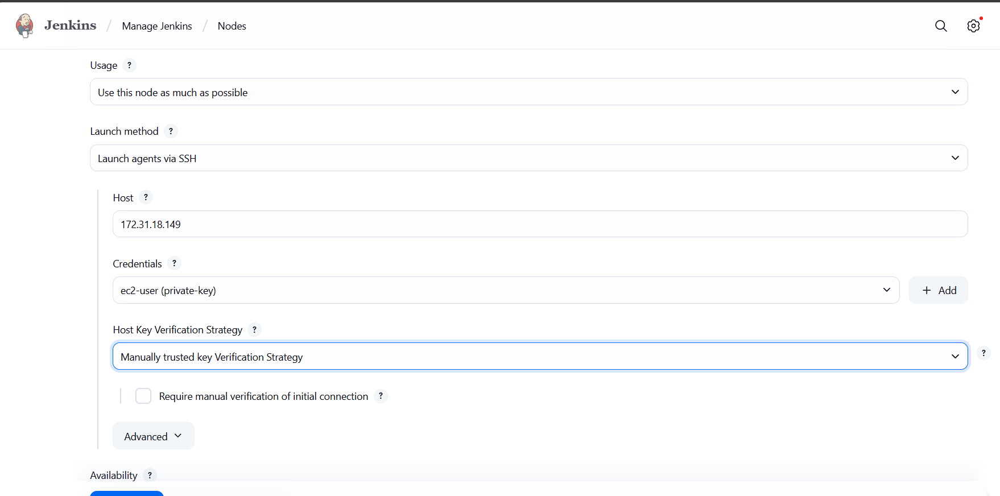 Jenkins / Manage Jenkins / Nodes
Usage ?
Use this node as much as possible
Launch method ?
Launch agents via SSH
Host ?
172.31.18.149
Credentials ?
ec2-user (private-key)
+ Add
Host Key Verification Strategy ?
Manually trusted key Verification Strategy
?
Require manual verification of initial connection ?
Advanced
Availability ?